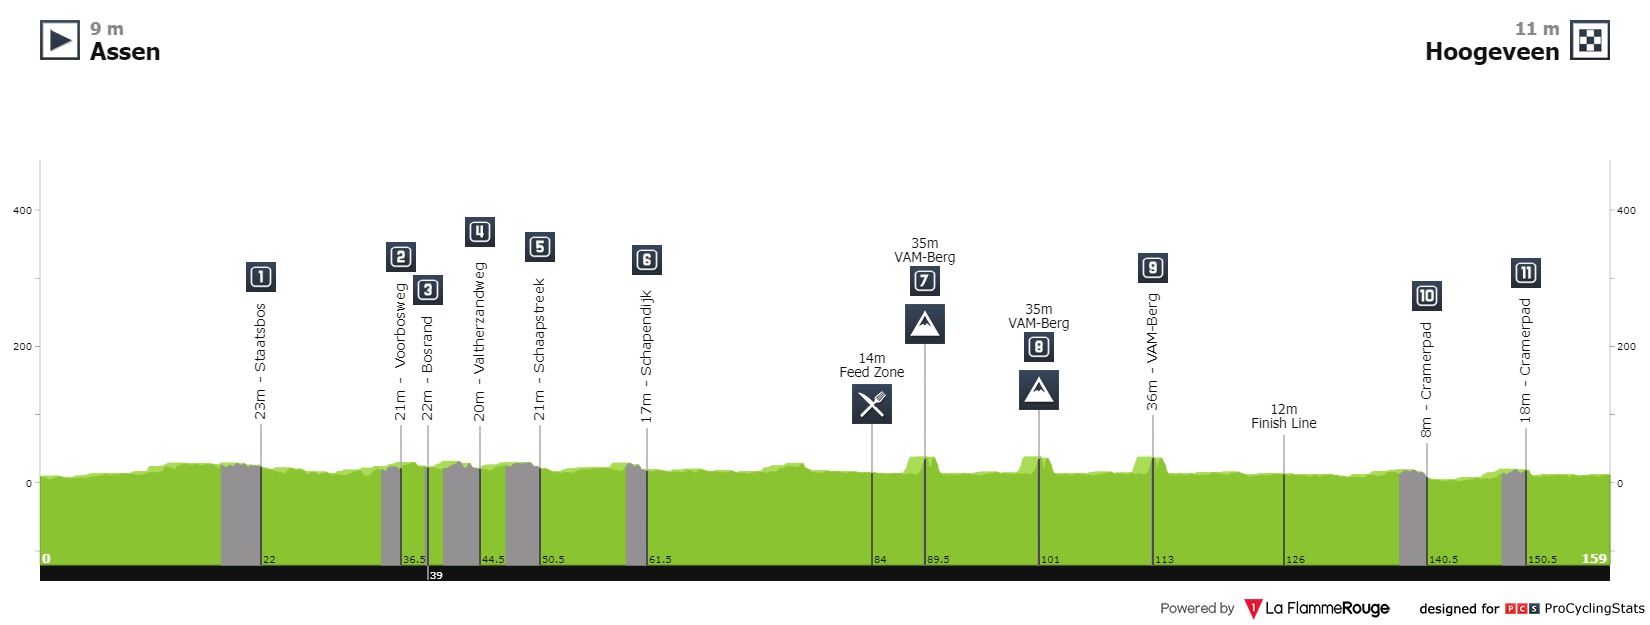 9 m
Assen
11 m
Hoogeveen
400
200
0
400
200
0
1
23m - Staatsbos
2
21m - Voorbosweg
3
22m - Bosrand
4
20m - Valtherzandweg
5
21m - Schaapstreek
6
17m - Schapendijk
14m
Feed Zone
35m
VAM-Berg
7
35m
VAM-Berg
8
9
36m - VAM-Berg
12m
Finish Line
10
8m - Cramerpad
11
18m - Cramerpad
0
22
36.5
39
44.5
50.5
61.5
84
89.5
101
113
126
140.5
150.5
159
Powered by 1 La FlammeRouge designed for PCS ProCyclingStats